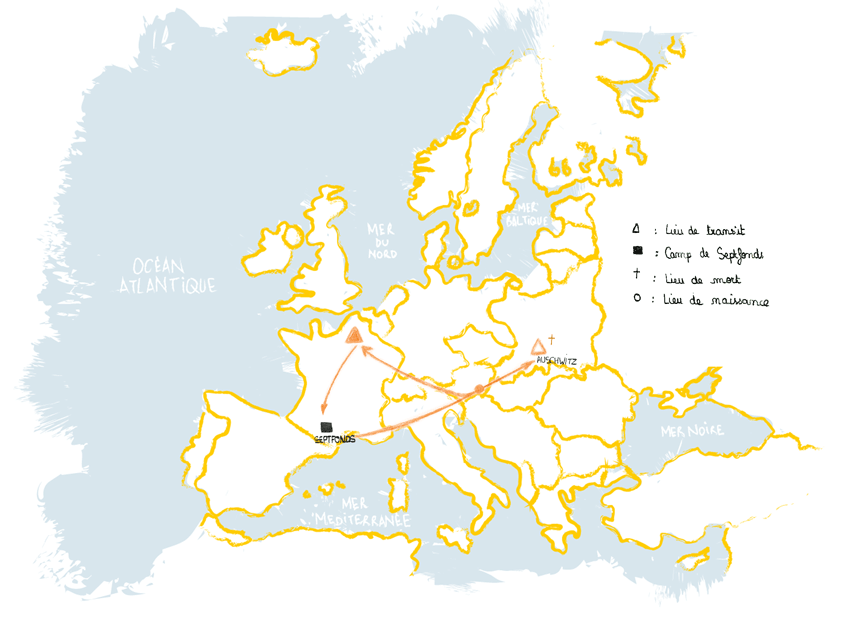 OCÉAN
ATLANTIQUE
MER
DU
NORD
MER
BALTIQUE
: Lieu de transit
: Camp de Septfonds
: Lieu de mort
: Lieu de naissance
AUSCHWITZ
SEPTFONDS
MER NOIRE
MER
MEDITERRANÉE